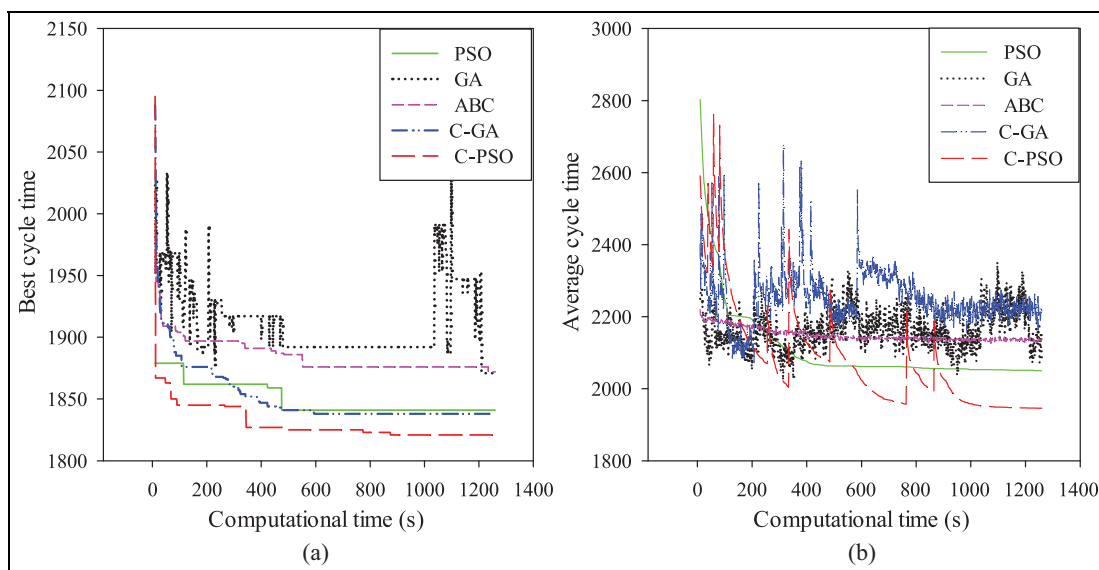 2150
2100
2050
2000
1950
1900
1850
1800
Best cycle time
PSO
GA
ABC
C-GA
C-PSO
0 200 400 600 800 1000 1200 1400
Computational time (s)
(a)
3000
2800
2600
2400
2200
2000
1800
Average cycle time
PSO
GA
ABC
C-GA
C-PSO
0 200 400 600 800 1000 1200 1400
Computational time (s)
(b)